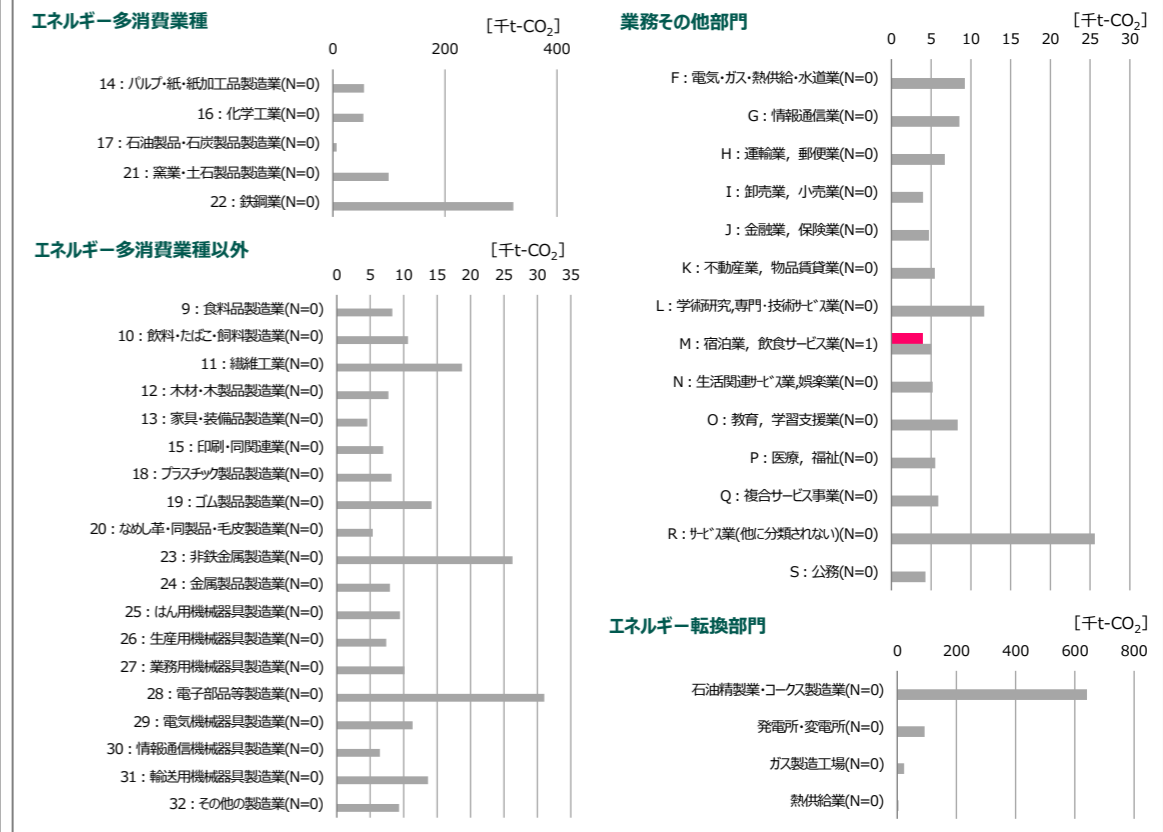 エネルギー多消費業種
[千t-CO₂]
0 200 400
14：パルプ・紙・紙加工品製造業(N=0)
16：化学工業(N=0)
17：石油製品・石炭製品製造業(N=0)
21：窯業・土石製品製造業(N=0)
22：鉄鋼業(N=0)
エネルギー多消費業種以外
[千t-CO₂]
0 5 10 15 20 25 30 35
9：食料品製造業(N=0)
10：飲料・たばこ・飼料製造業(N=0)
11：繊維工業(N=0)
12：木材・木製品製造業(N=0)
13：家具・装備品製造業(N=0)
15：印刷・同関連業(N=0)
18：プラスチック製品製造業(N=0)
19：ゴム製品製造業(N=0)
20：なめし革・同製品・毛皮製造業(N=0)
23：非鉄金属製造業(N=0)
24：金属製品製造業(N=0)
25：はん用機械器具製造業(N=0)
26：生産用機械器具製造業(N=0)
27：業務用機械器具製造業(N=0)
28：電子部品等製造業(N=0)
29：電気機械器具製造業(N=0)
30：情報通信機械器具製造業(N=0)
31：輸送用機械器具製造業(N=0)
32：その他の製造業(N=0)
業務その他部門
[千t-CO₂]
0 5 10 15 20 25 30
F：電気・ガス・熱供給・水道業(N=0)
G：情報通信業(N=0)
H：運輸業，郵便業(N=0)
I：卸売業，小売業(N=0)
J：金融業，保険業(N=0)
K：不動産業，物品賃貸業(N=0)
L：学術研究,専門・技術ｻｰﾋﾞｽ業(N=0)
M：宿泊業，飲食サービス業(N=1)
N：生活関連ｻｰﾋﾞｽ業,娯楽業(N=0)
O：教育，学習支援業(N=0)
P：医療，福祉(N=0)
Q：複合サービス事業(N=0)
R：ｻｰﾋﾞｽ業(他に分類されない)(N=0)
S：公務(N=0)
エネルギー転換部門
[千t-CO₂]
0 200 400 600 800
石油精製業・コークス製造業(N=0)
発電所・変電所(N=0)
ガス製造工場(N=0)
熱供給業(N=0)